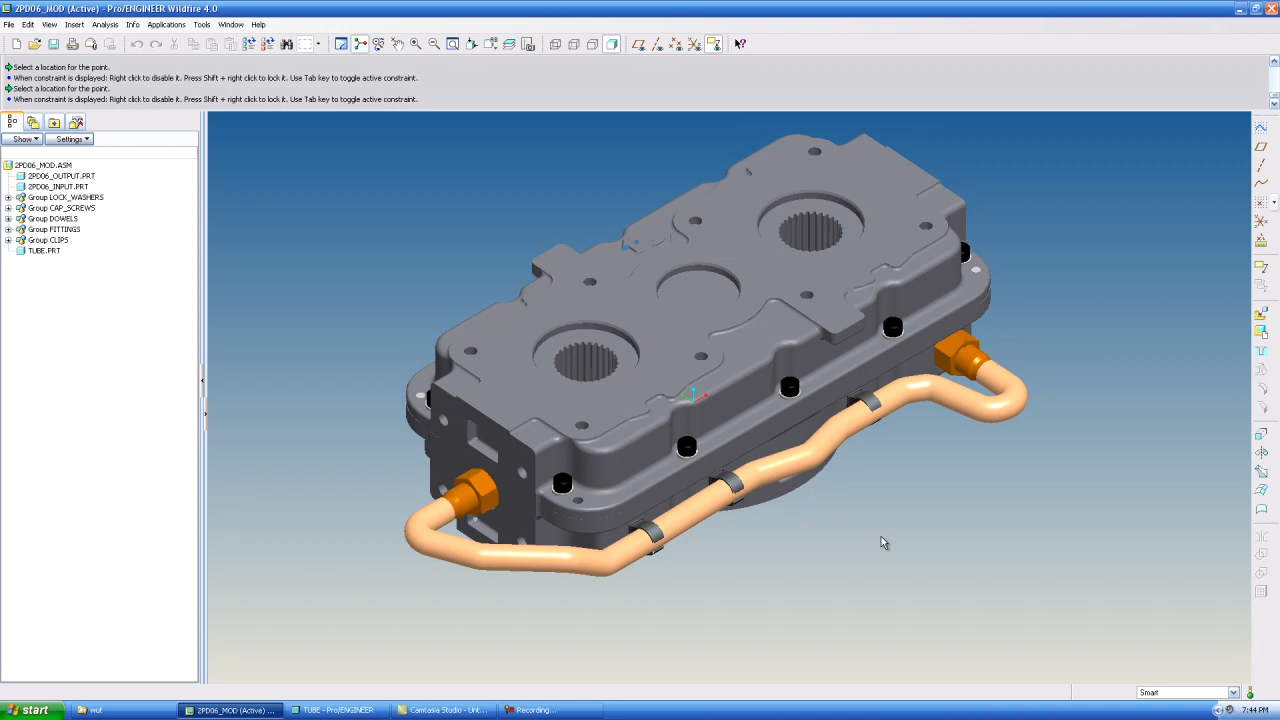 2PD06_MOD (Active) - Pro/ENGINEER Wildfire 4.0
File Edit View Insert Analysis Info Applications Tools Window Help
Select a location for the point.
When constraint is displayed: Right click to disable it. Press Shift + right click to lock it. Use Tab key to toggle active constraint.
Select a location for the point.
When constraint is displayed: Right click to disable it. Press Shift + right click to lock it. Use Tab key to toggle active constraint.
Show Settings
2PD06_MOD.ASM
2PD06_OUTPUT.PRT
2PD06_INPUT.PRT
Group LOCK_WASHERS
Group CAP_SCREWS
Group DOWELS
Group FITTINGS
Group CLIPS
TUBE.PRT
Smart
start wut 2PD06_MOD (Active) ... TUBE - Pro/ENGINEER Camtasia Studio - Unt... Recording... 7:44 PM